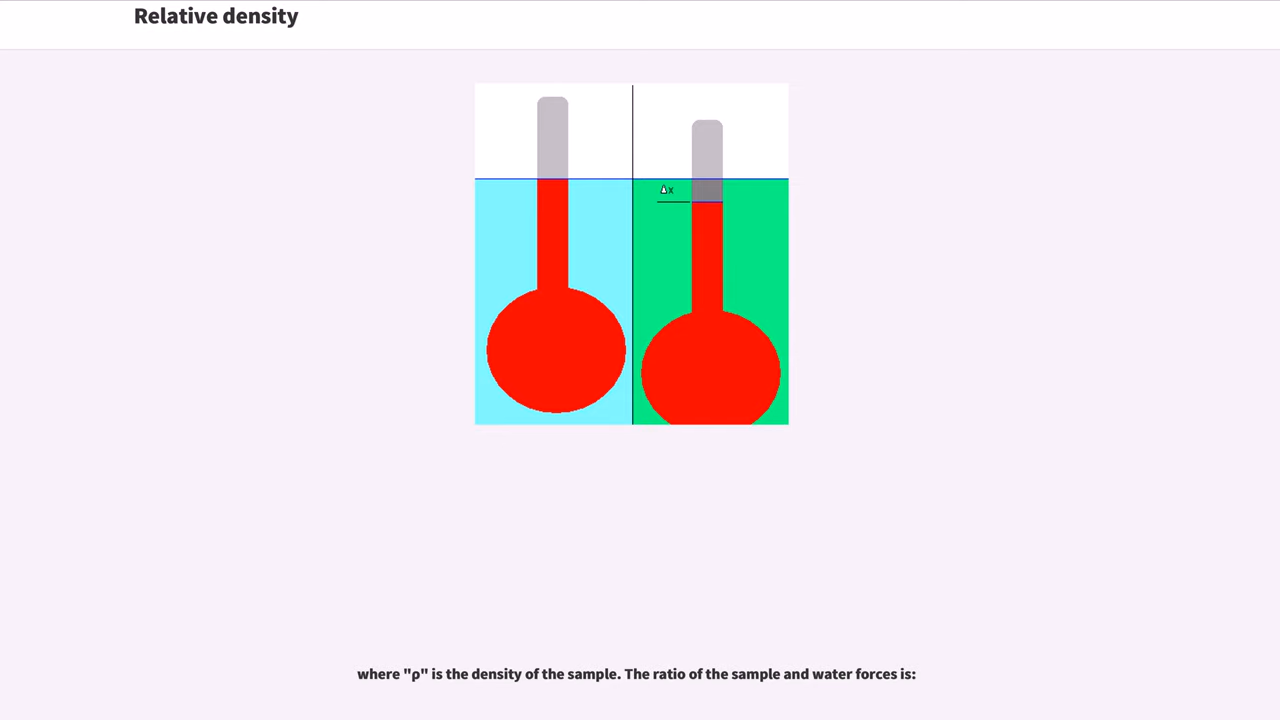 Relative density
Δx
where "ρ" is the density of the sample. The ratio of the sample and water forces is: